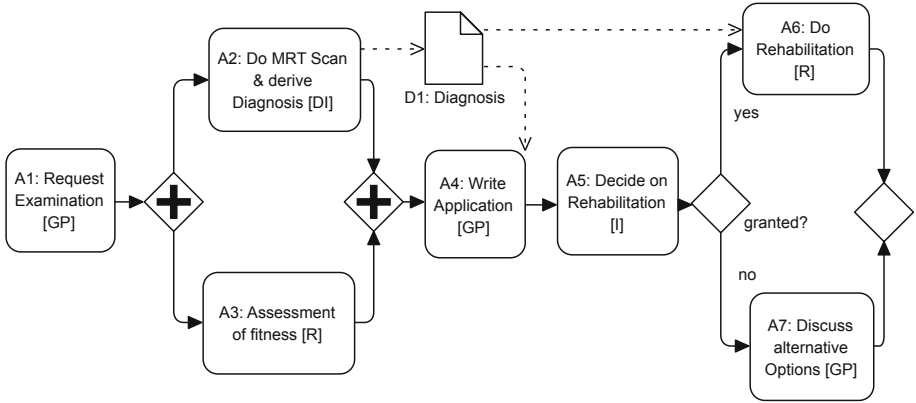 A1: Request
Examination
[GP]
A2: Do MRT Scan
& derive
Diagnosis [DI]
A3: Assessment
of fitness [R]
D1: Diagnosis
A4: Write
Application
[GP]
A5: Decide on
Rehabilitation
[I]
granted?
yes
no
A6: Do
Rehabilitation
[R]
A7: Discuss
alternative
Options [GP]